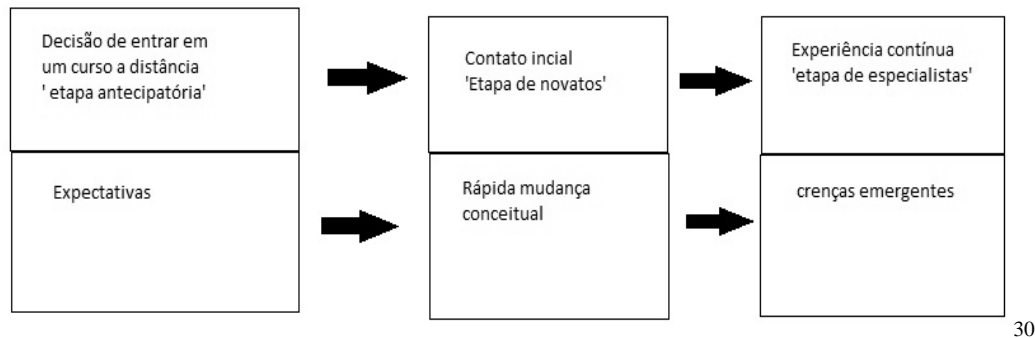 Decisão de entrar em
um curso a distância
' etapa antecipatória'
Contato incial
'Etapa de novatos'
Experiência contínua
'etapa de especialistas'
Expectativas
Rápida mudança
conceitual
crenças emergentes
30